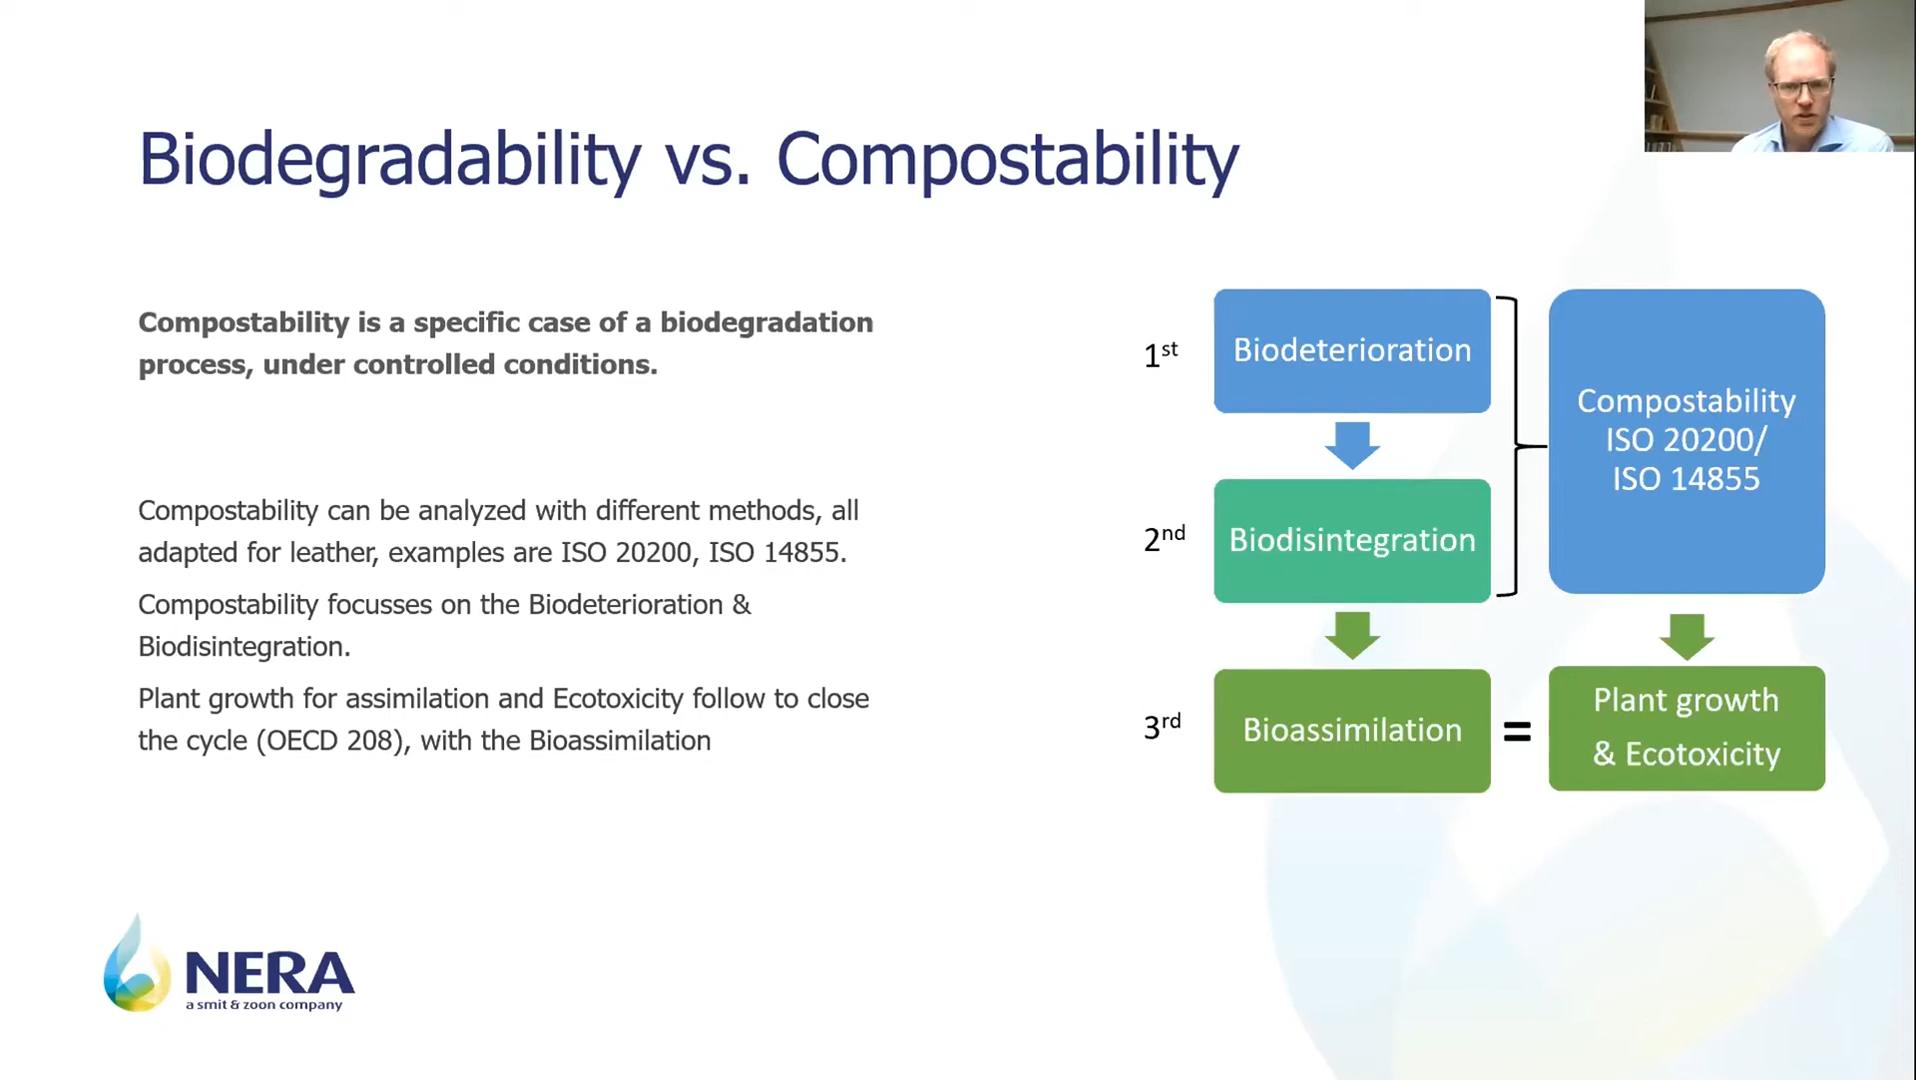 Biodegradability vs. Compostability
Compostability is a specific case of a biodegradation
process, under controlled conditions.
Compostability can be analyzed with different methods, all
adapted for leather, examples are ISO 20200, ISO 14855.
Compostability focusses on the Biodeterioration &
Biodisintegration.
Plant growth for assimilation and Ecotoxicity follow to close
the cycle (OECD 208), with the Bioassimilation
1st
Biodeterioration
2nd
Biodisintegration
3rd
Bioassimilation
=
Compostability
ISO 20200/
ISO 14855
Plant growth
& Ecotoxicity
NERA
a smit & zoon company